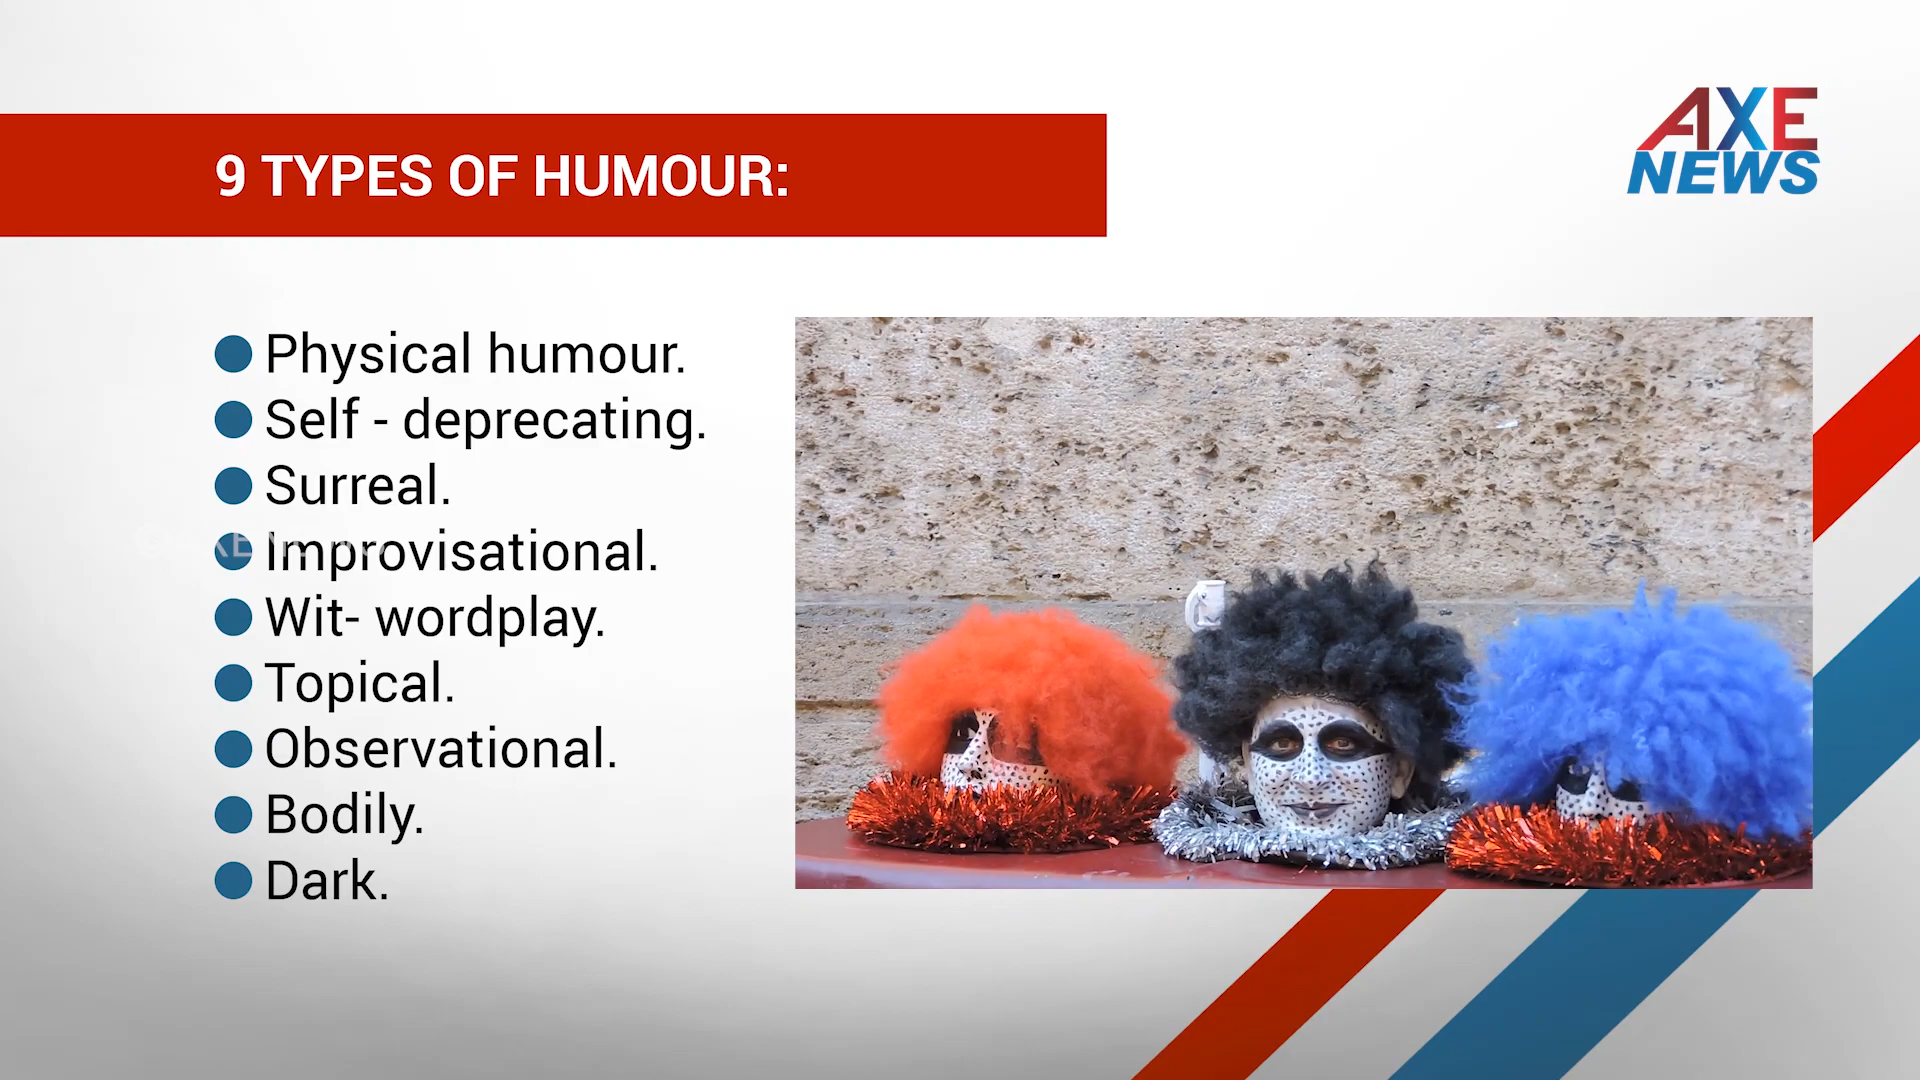 AXE
NEWS
9 TYPES OF HUMOUR:
Physical humour.
Self - deprecating.
Surreal.
Improvisational.
Wit- wordplay.
Topical.
Observational.
Bodily.
Dark.